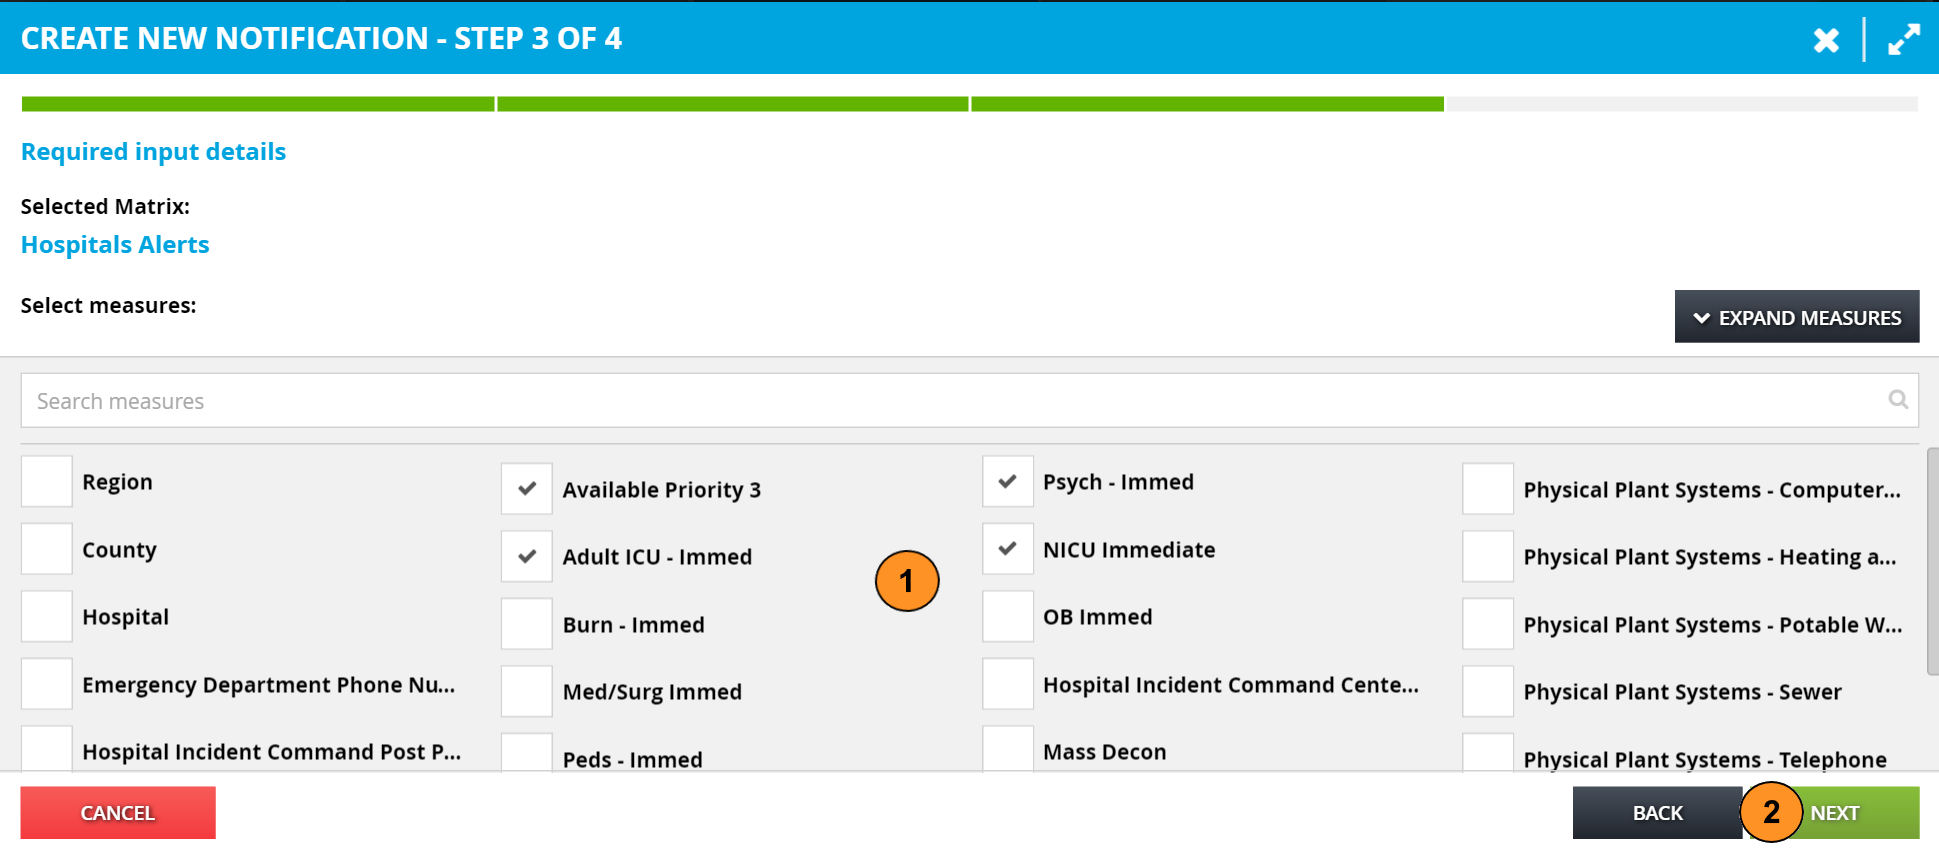 CREATE NEW NOTIFICATION - STEP 3 OF 4
Required input details
Selected Matrix:
Hospitals Alerts
Select measures:
EXPAND MEASURES
Search measures
Region
County
Hospital
Emergency Department Phone Nu...
Hospital Incident Command Post P...
Available Priority 3
Adult ICU - Immed
Burn - Immed
Med/Surg Immed
Peds - Immed
1
Psych - Immed
NICU Immediate
OB Immed
Hospital Incident Command Cente...
Mass Decon
Physical Plant Systems - Computer...
Physical Plant Systems - Heating a...
Physical Plant Systems - Potable W...
Physical Plant Systems - Sewer
Physical Plant Systems - Telephone
CANCEL
BACK
2
NEXT